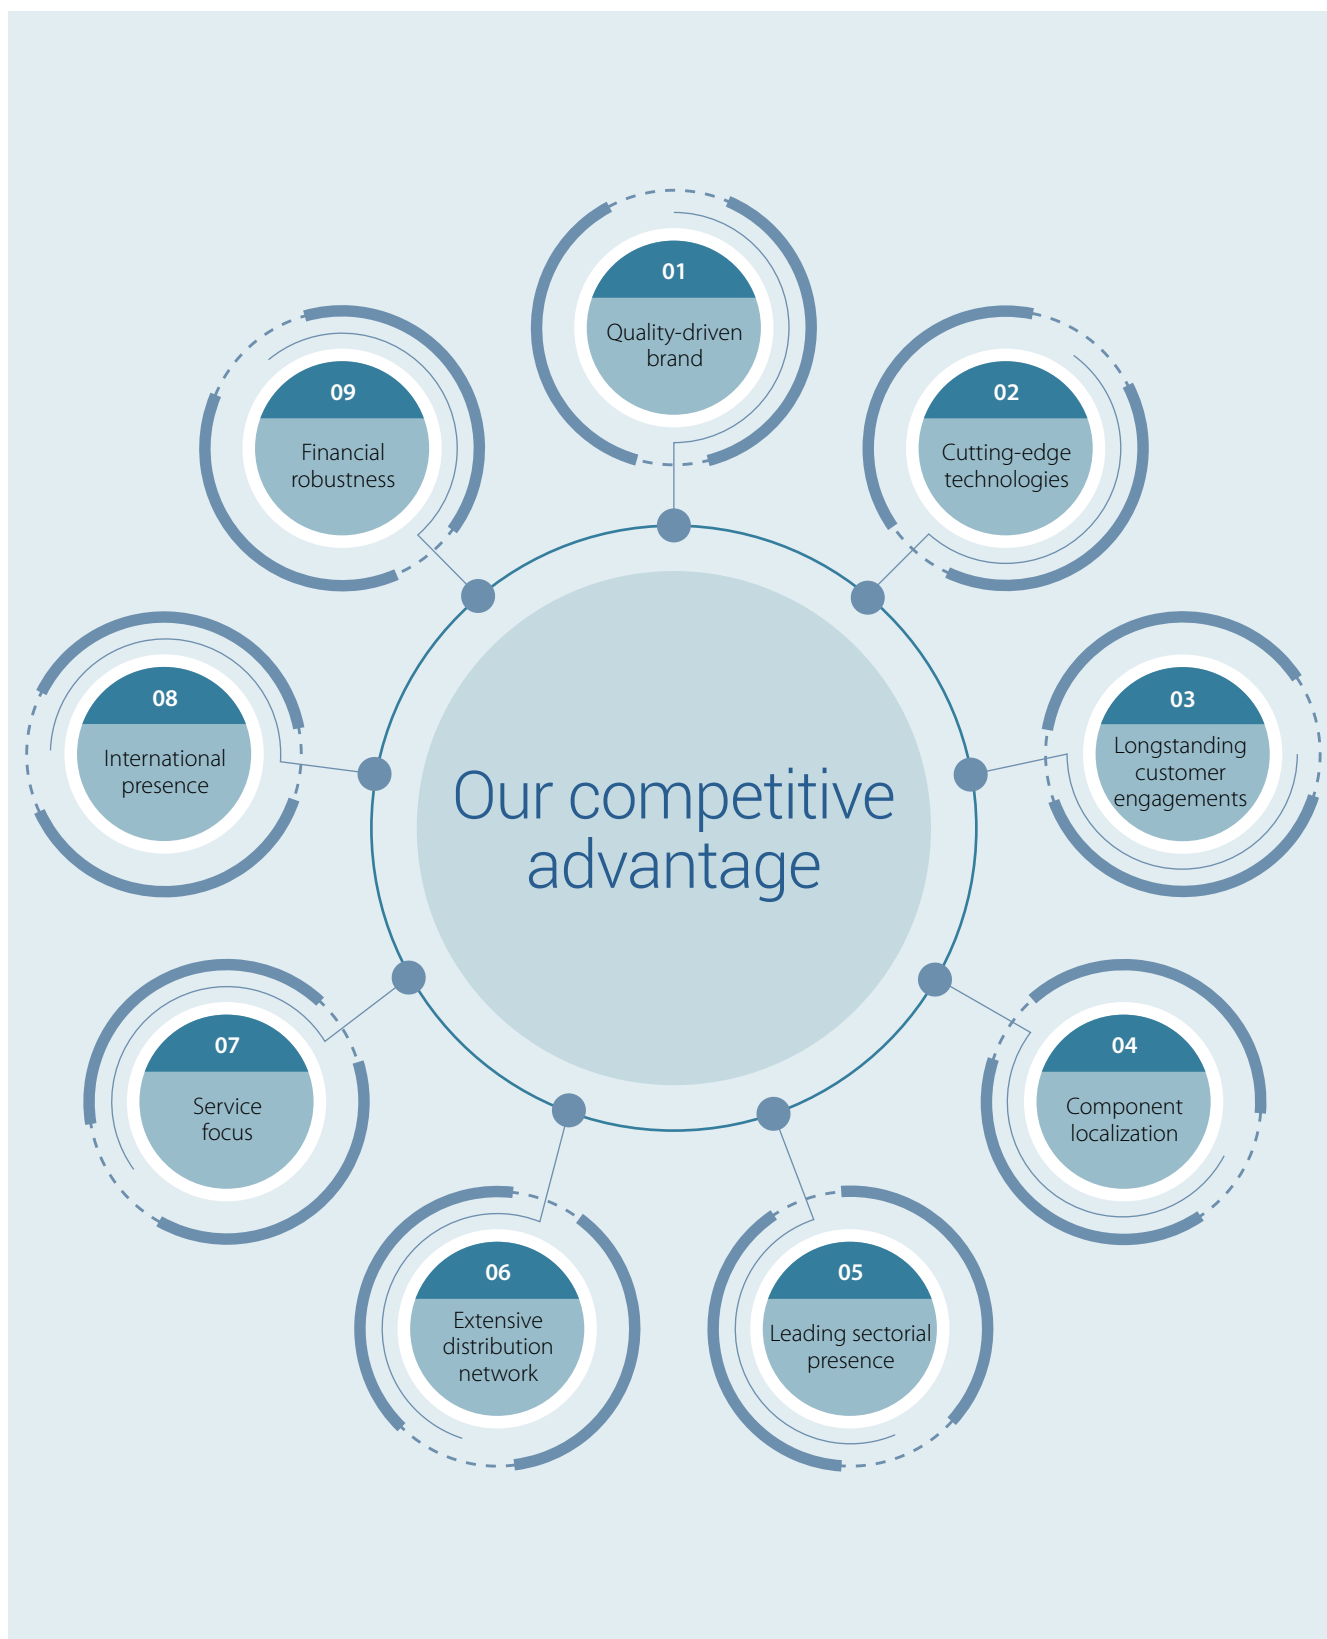 Our competitive
advantage
01
Quality-driven
brand
02
Cutting-edge
technologies
03
Longstanding
customer
engagements
04
Component
localization
05
Leading sectorial
presence
06
Extensive
distribution
network
07
Service
focus
08
International
presence
09
Financial
robustness